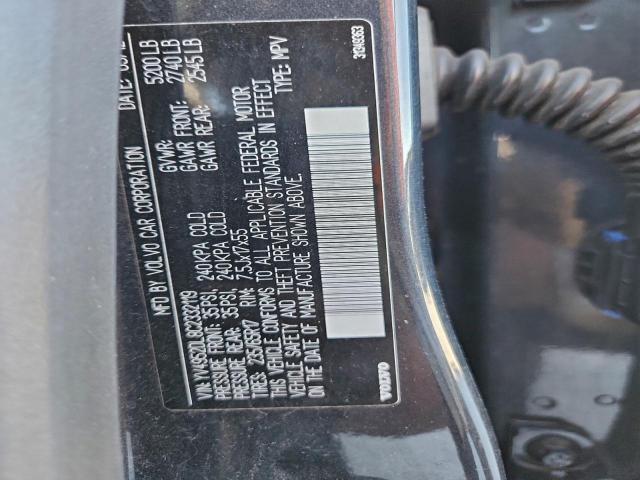 MFD BY VOLVO CAR CORPORATION DATE:
VIN: YV4952DL8C2322119 GVWR: 5200 LB
PRESSURE FRONT: 35PSI, 240KPA COLD GAWR FRONT: 2740 LB
PRESSURE REAR: 35PSI, 240KPA COLD GAWR REAR: 2545 LB
TIRES: 235/65R17 RIM: 7,5Jx17x55
THIS VEHICLE CONFORMS TO ALL APPLICABLE FEDERAL MOTOR
VEHICLE SAFETY AND THEFT PREVENTION STANDARDS IN EFFECT
ON THE DATE OF MANUFACTURE SHOWN ABOVE. TYPE: MPV
VOLVO 31349363